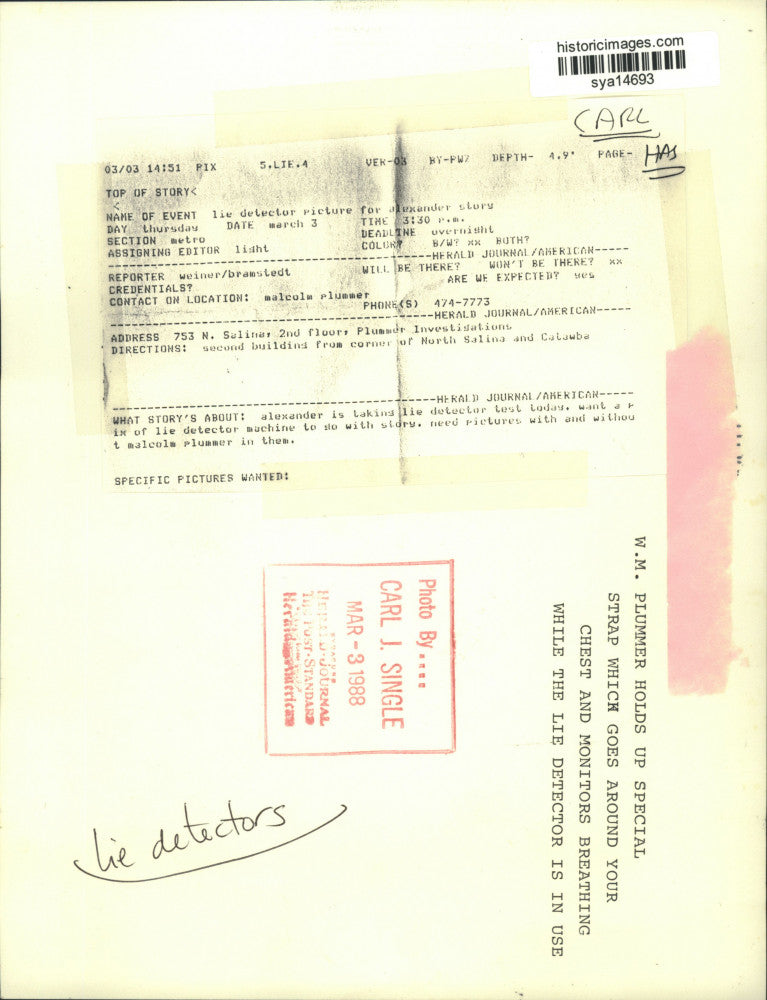 historicimages.com
sya14693
CARL
HAS
03/03 14:51 PIX 5.LIE.4 VER-03 BY-PWZ DEPTH- 4.9" PAGE-
TOP OF STORY<
<
NAME OF EVENT lie detector picture for alexander story
DAY thursday DATE march 3 TIME 3:30 p.m.
SECTION metro DEADLINE overnight
ASSIGNING EDITOR light COLOR? B/W? xx BOTH?
-----HERALD JOURNAL/AMERICAN-----
REPORTER weiner/bramstedt WILL BE THERE? WON'T BE THERE? xx
CREDENTIALS? ARE WE EXPECTED? yes
CONTACT ON LOCATION: malcolm plummer PHONE(S) 474-7773
-----HERALD JOURNAL/AMERICAN-----
ADDRESS 753 N. Salina, 2nd floor, Plummer Investigations
DIRECTIONS: second building from corner of North Salina and Catawba
-----HERALD JOURNAL/AMERICAN-----
WHAT STORY'S ABOUT: alexander is taking lie detector test today. want a p
ix of lie detector machine to go with story. need pictures with and withou
t malcolm plummer in them.
SPECIFIC PICTURES WANTED:
W.M. PLUMMER HOLDS UP SPECIAL
STRAP WHICH GOES AROUND YOUR
CHEST AND MONITORS BREATHING
WHILE THE LIE DETECTOR IS IN USE
Photo By....
CARL J. SINGLE
MAR -3 1988
HERALD-JOURNAL
THE POST-STANDARD
Herald American
lie detectors